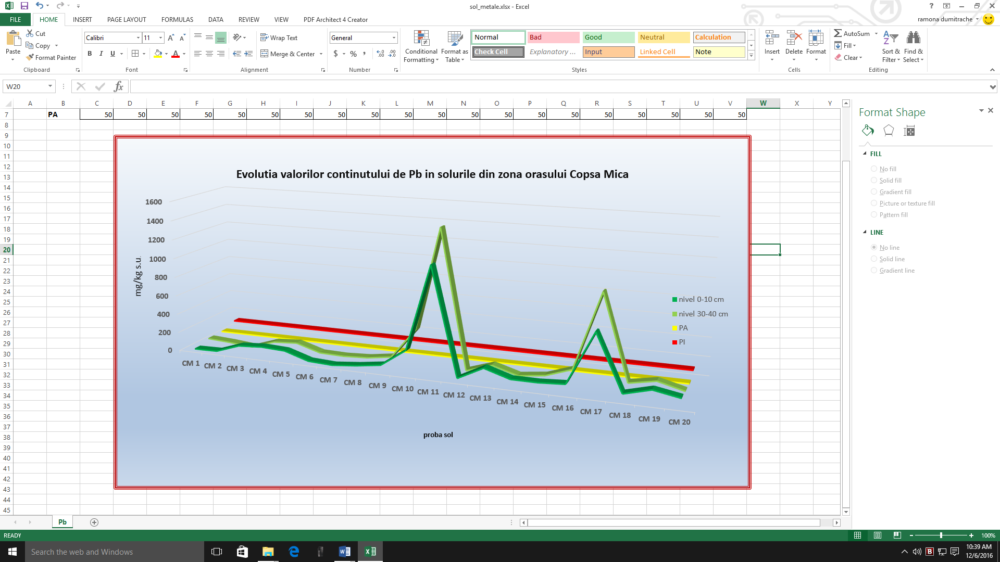 sol_metale.xlsx - Excel
FILE HOME INSERT PAGE LAYOUT FORMULAS DATA REVIEW VIEW PDF Architect 4 Creator ramona dumitrache
Paste
Cut
Copy
Format Painter
Clipboard
Calibri 11
B I U
Font
Wrap Text
Merge & Center
Alignment
General
$ % ,
Number
Conditional Formatting
Format as Table
Normal Bad Good Neutral Calculation
Check Cell Explanatory ... Input Linked Cell Note
Styles
Insert Delete Format
Cells
AutoSum
Fill
Clear
Sort & Filter
Find & Select
Editing
W20
fx
A B C D E F G H I J K L M N O P Q R S T U V W X Y
7 PA 50 50 50 50 50 50 50 50 50 50 50 50 50 50 50 50 50 50 50 50
8
9
10
11
12
13
14
15
16
17
18
19
20
21
22
23
24
25
26
27
28
29
30
31
32
33
34
35
36
37
38
39
40
41
42
43
44
45
Evolutia valorilor continutului de Pb in solurile din zona orasului Copsa Mica
mg/kg s.u.
1600
1400
1200
1000
800
600
400
200
0
CM 1 CM 2 CM 3 CM 4 CM 5 CM 6 CM 7 CM 8 CM 9 CM 10 CM 11 CM 12 CM 13 CM 14 CM 15 CM 16 CM 17 CM 18 CM 19 CM 20
proba sol
nivel 0-10 cm
nivel 30-40 cm
PA
PI
Format Shape
FILL
No fill
Solid fill
Gradient fill
Picture or texture fill
Pattern fill
LINE
No line
Solid line
Gradient line
Pb
READY
100%
Search the web and Windows
10:39 AM
12/6/2016